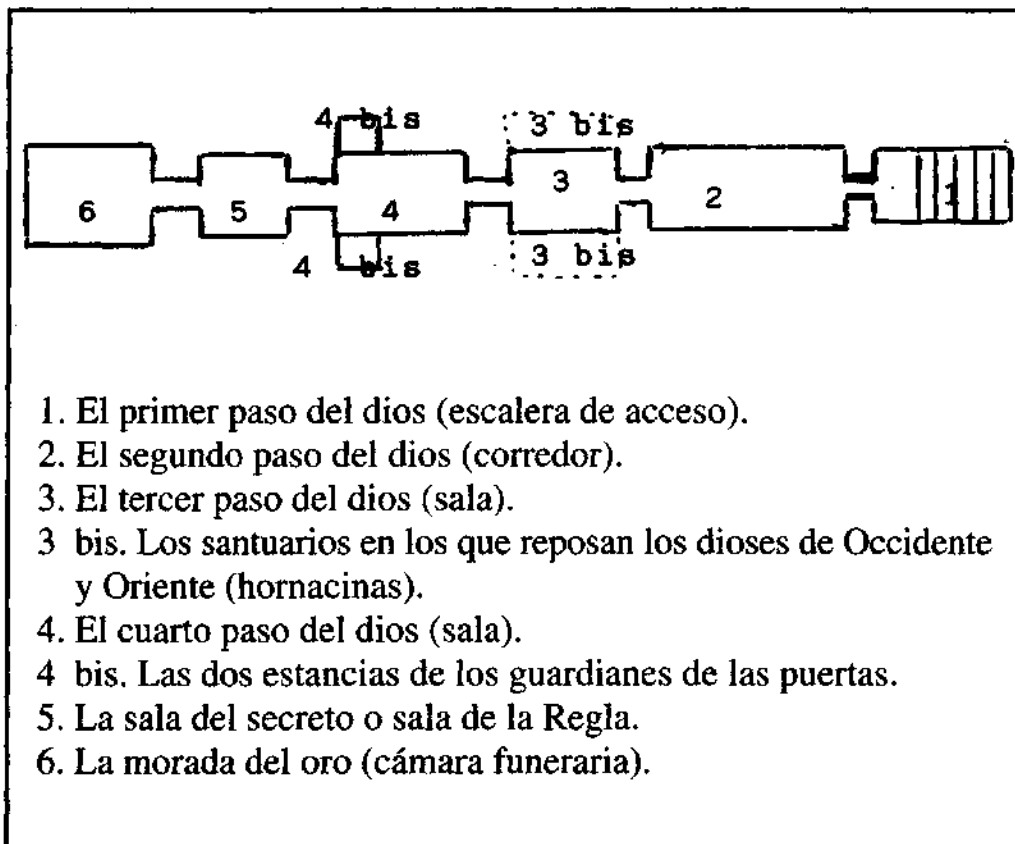 4 bis
3 bis
6 5 4 3 2 1
4 bis
3 bis
1. El primer paso del dios (escalera de acceso).
2. El segundo paso del dios (corredor).
3. El tercer paso del dios (sala).
3 bis. Los santuarios en los que reposan los dioses de Occidente
y Oriente (hornacinas).
4. El cuarto paso del dios (sala).
4 bis. Las dos estancias de los guardianes de las puertas.
5. La sala del secreto o sala de la Regla.
6. La morada del oro (cámara funeraria).